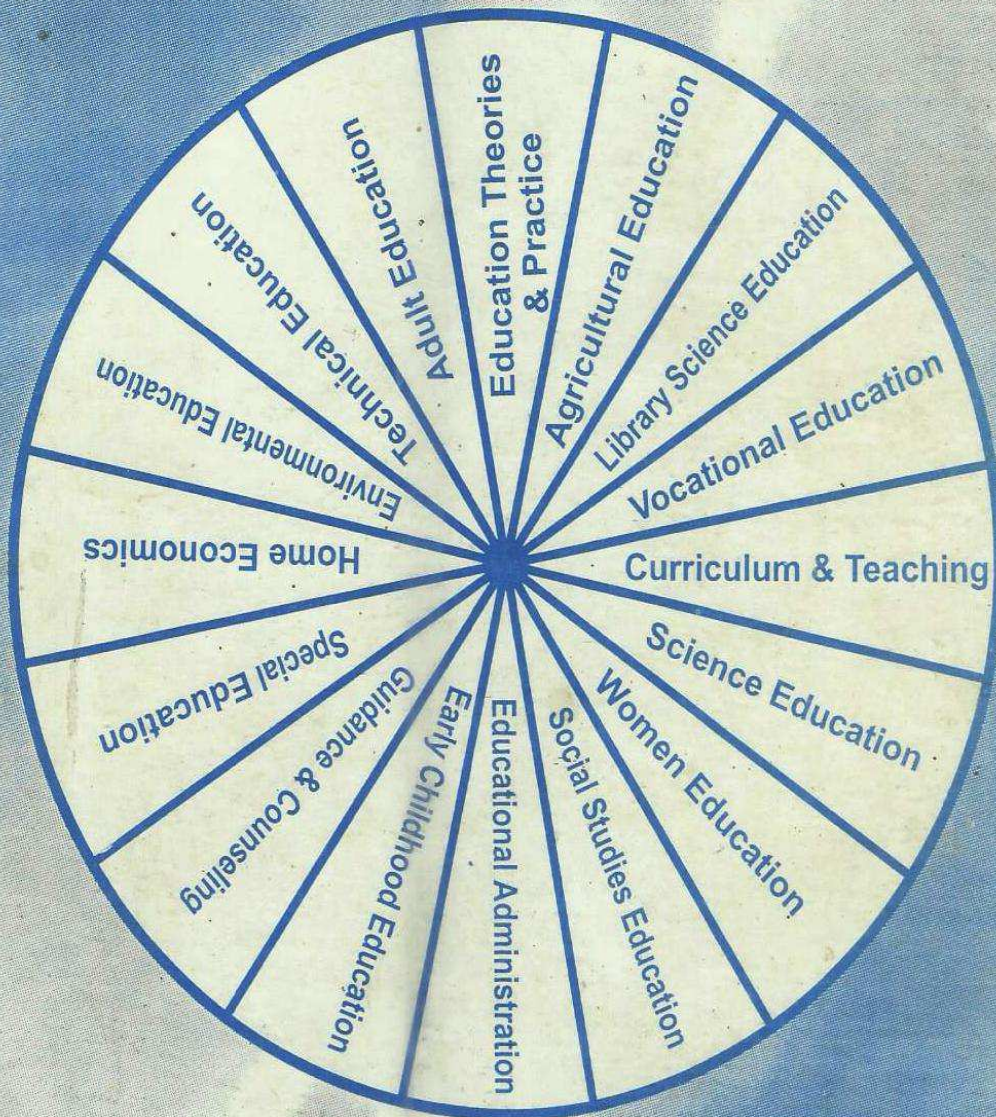 Education Theories
& Practice
Agricultural Education
Library Science Education
Vocational Education
Curriculum & Teaching
Science Education
Women Education
Social Studies Education
Educational Administration
Early Childhood Education
Guidance & Counseling
Special Education
Home Economics
Environmental Education
Technical Education
Adult Education